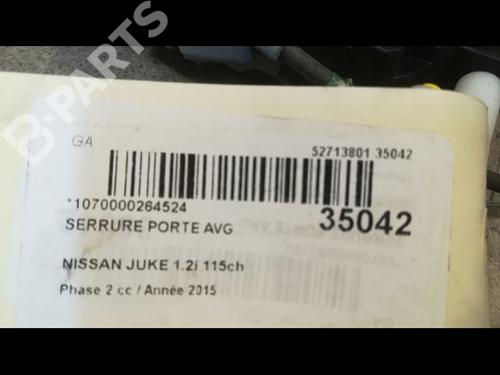 B-PARTS
GA
52713801 35042
*1070000264524
35042
SERRURE PORTE AVG
NISSAN JUKE 1.2i 115ch
Phase 2 cc / Année 2015